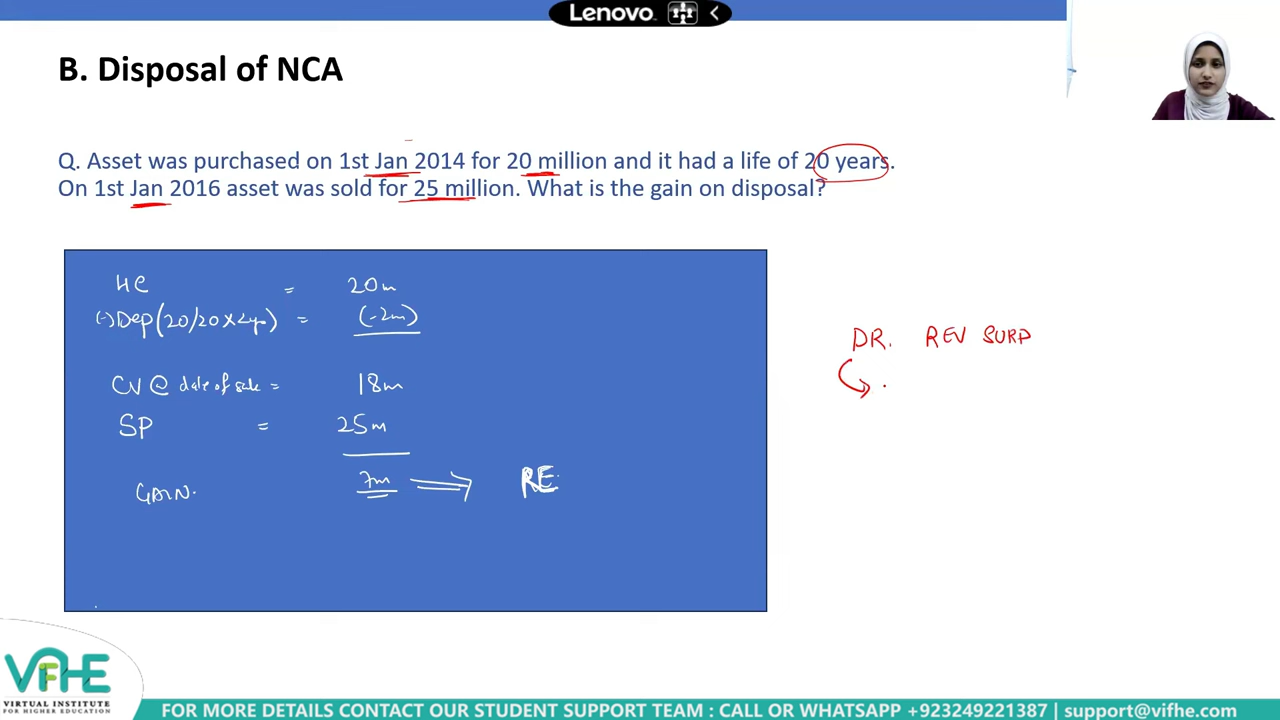 Lenovo
B. Disposal of NCA
Q. Asset was purchased on 1st Jan 2014 for 20 million and it had a life of 20 years.
On 1st Jan 2016 asset was sold for 25 million. What is the gain on disposal?
HC = 20m
(-) Dep (20/20 x 2yrs) = (-2m)
CV @ date of sale = 18m
SP = 25m
GAIN. 7m ⇒ RE.
DR. REV SURP
VFHE
VIRTUAL INSTITUTE
FOR HIGHER EDUCATION
FOR MORE DETAILS CONTACT OUR STUDENT SUPPORT TEAM : CALL OR WHATSAPP +923249221387 | support@vifhe.com